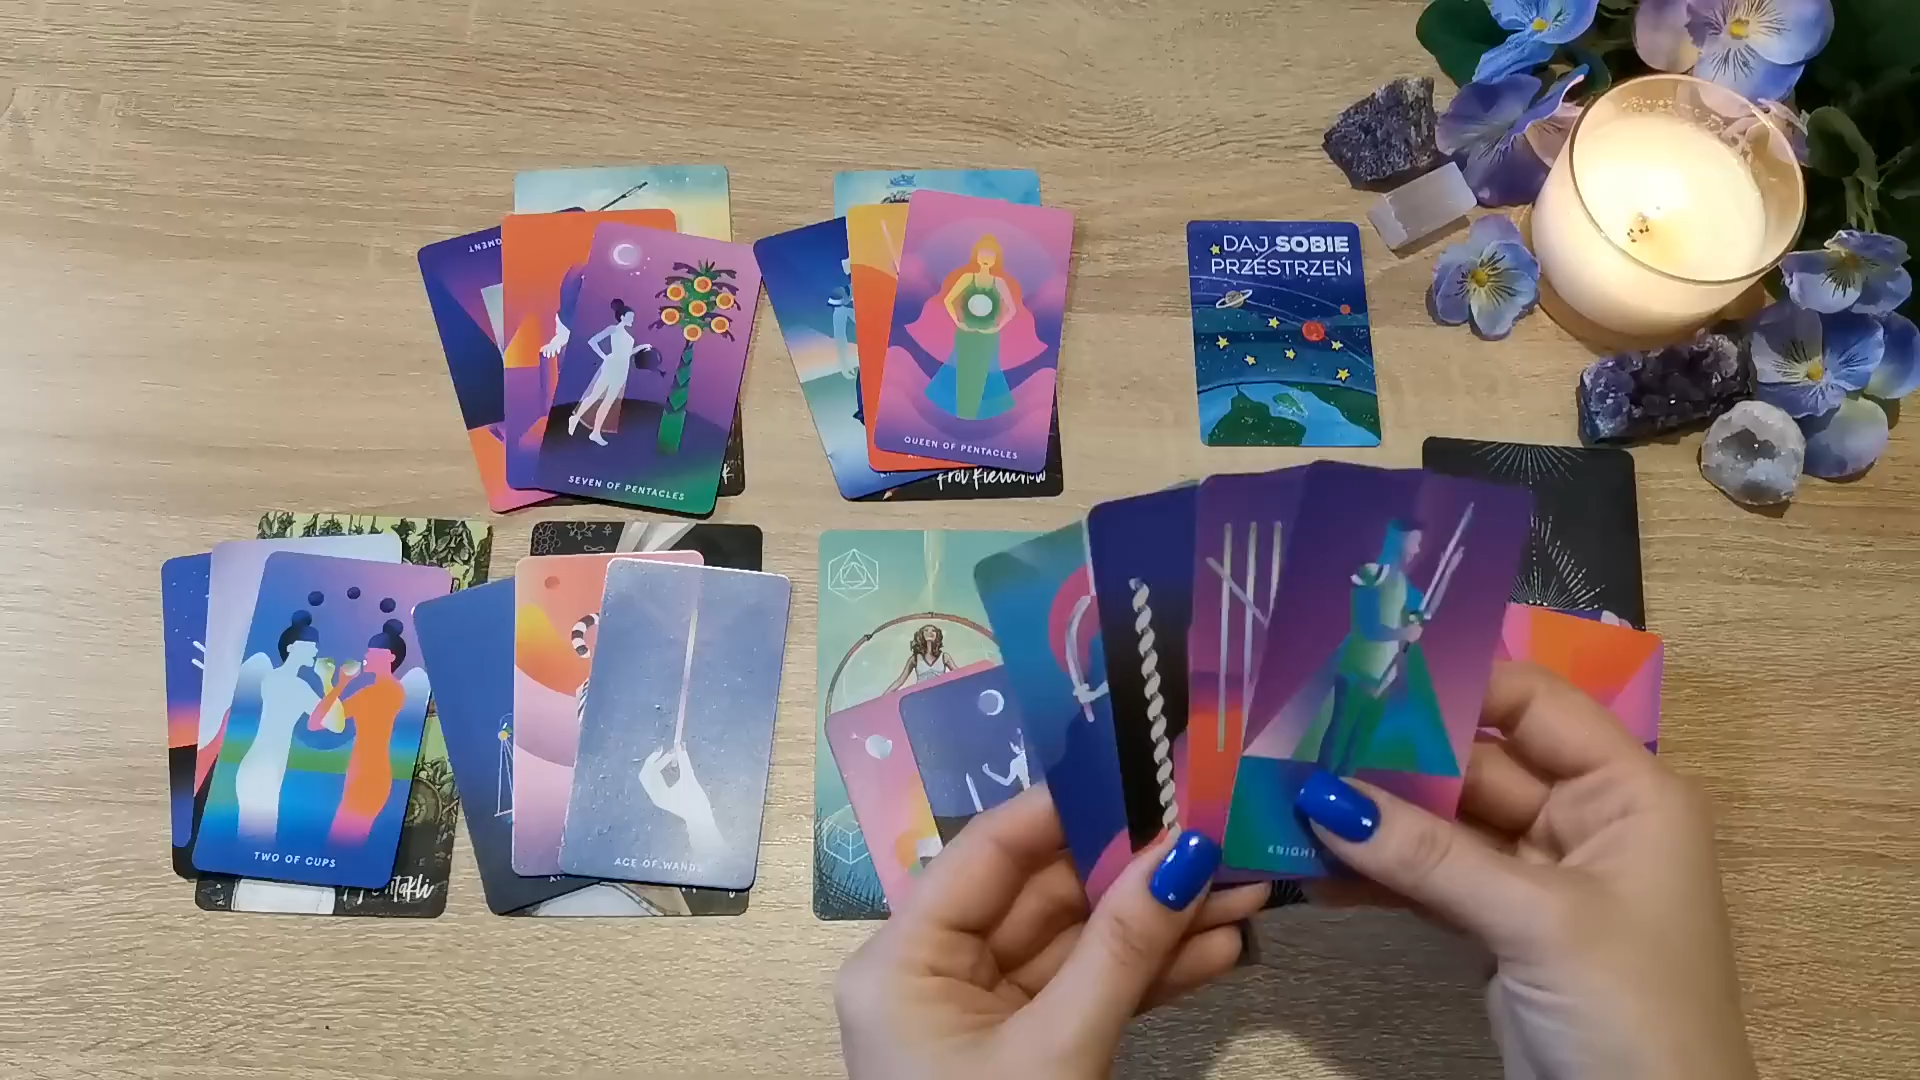 SEVEN OF PENTACLES
QUEEN OF PENTACLES
DAJ SOBIE
PRZESTRZEŃ
TWO OF CUPS
ACE OF WANDS
KNIGHT